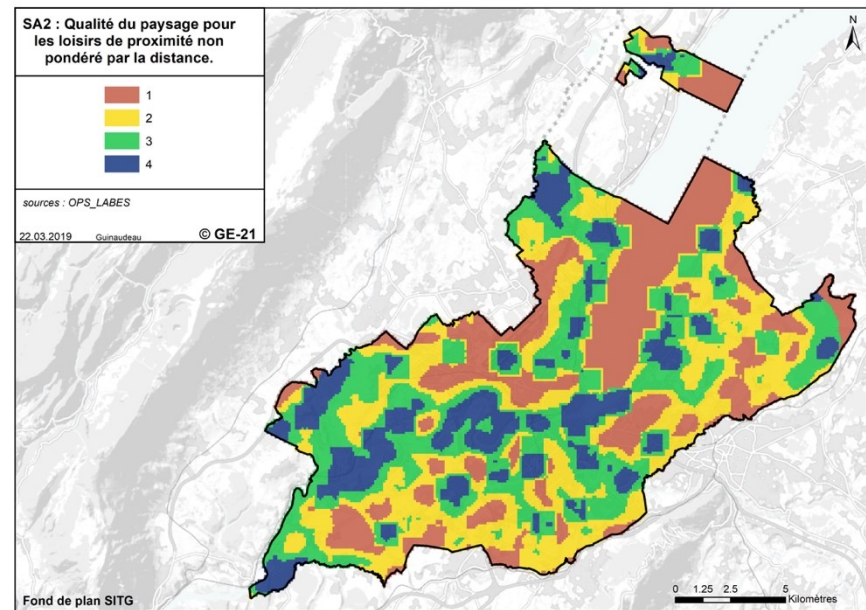 SA2 : Qualité du paysage pour
les loisirs de proximité non
pondéré par la distance.
1
2
3
4
sources : OPS_LABES
22.03.2019 Guinaudeau © GE-21
N
Fond de plan SITG
0 1.25 2.5 5
Kilomètres